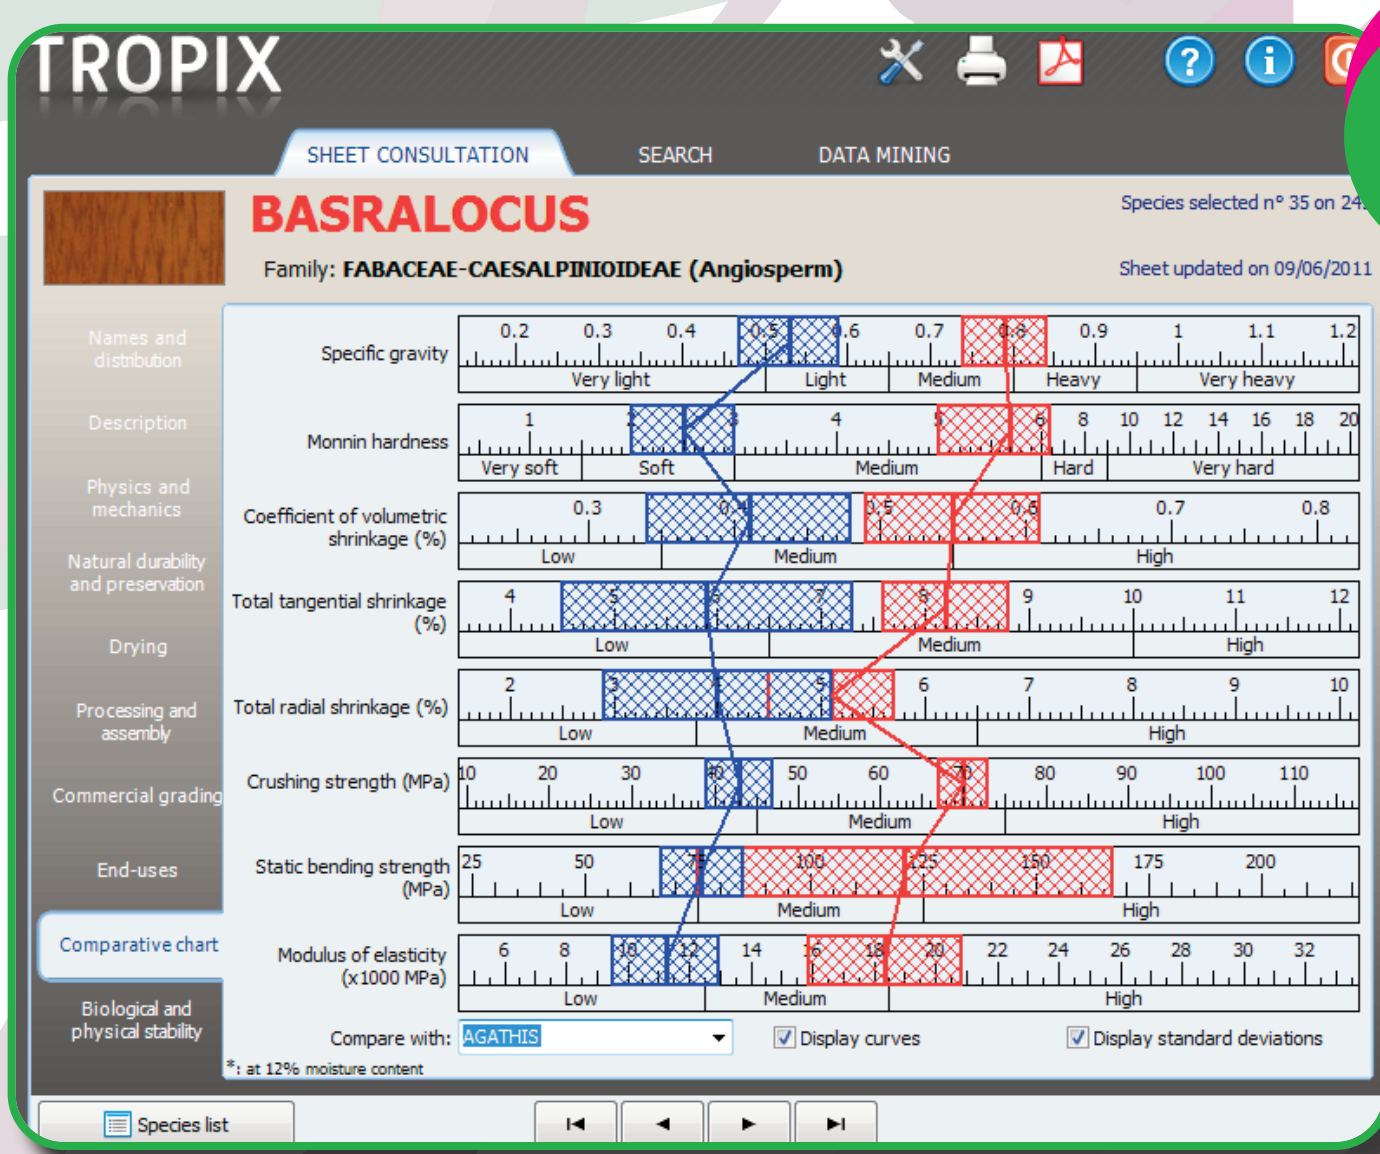 TROPIX
SHEET CONSULTATION SEARCH DATA MINING
BASRALOCUS
Species selected n° 35 on
Family: FABACEAE-CAESALPINIOIDEAE (Angiosperm)
Sheet updated on 09/06/2011
Names and
distribution
Description
Physics and
mechanics
Natural durability
and preservation
Drying
Processing and
assembly
Commercial grading
End-uses
Comparative chart
Biological and
physical stability
Specific gravity
0.2 0.3 0.4 0.5 0.6 0.7 0.8 0.9 1 1.1 1.2
Very light Light Medium Heavy Very heavy
Monnin hardness
1 2 3 4 5 6 8 10 12 14 16 18 20
Very soft Soft Medium Hard Very hard
Coefficient of volumetric
shrinkage (%)
0.3 0.4 0.5 0.6 0.7 0.8
Low Medium High
Total tangential shrinkage
(%)
4 5 6 7 8 9 10 11 12
Low Medium High
Total radial shrinkage (%)
2 3 4 5 6 7 8 9 10
Low Medium High
Crushing strength (MPa)
10 20 30 40 50 60 70 80 90 100 110
Low Medium High
Static bending strength
(MPa)
25 50 75 100 125 150 175 200
Low Medium High
Modulus of elasticity
(x1000 MPa)
6 8 10 12 14 16 18 20 22 24 26 28 30 32
Low Medium High
Compare with: AGATHIS Display curves Display standard deviations
*: at 12% moisture content
Species list